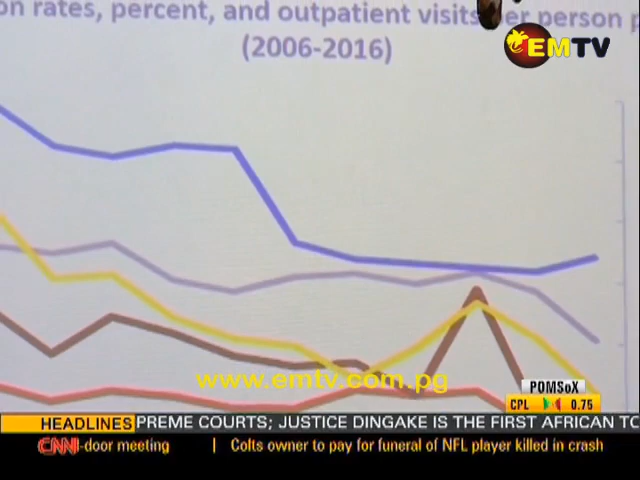 on rates, percent, and outpatient visits per person p
(2006-2016)
EMTV
www.emtv.com.pg
POMSoX
CPL 0.75
HEADLINES PREME COURTS; JUSTICE DINGAKE IS THE FIRST AFRICAN TO
CNN -door meeting | Colts owner to pay for funeral of NFL player killed in crash